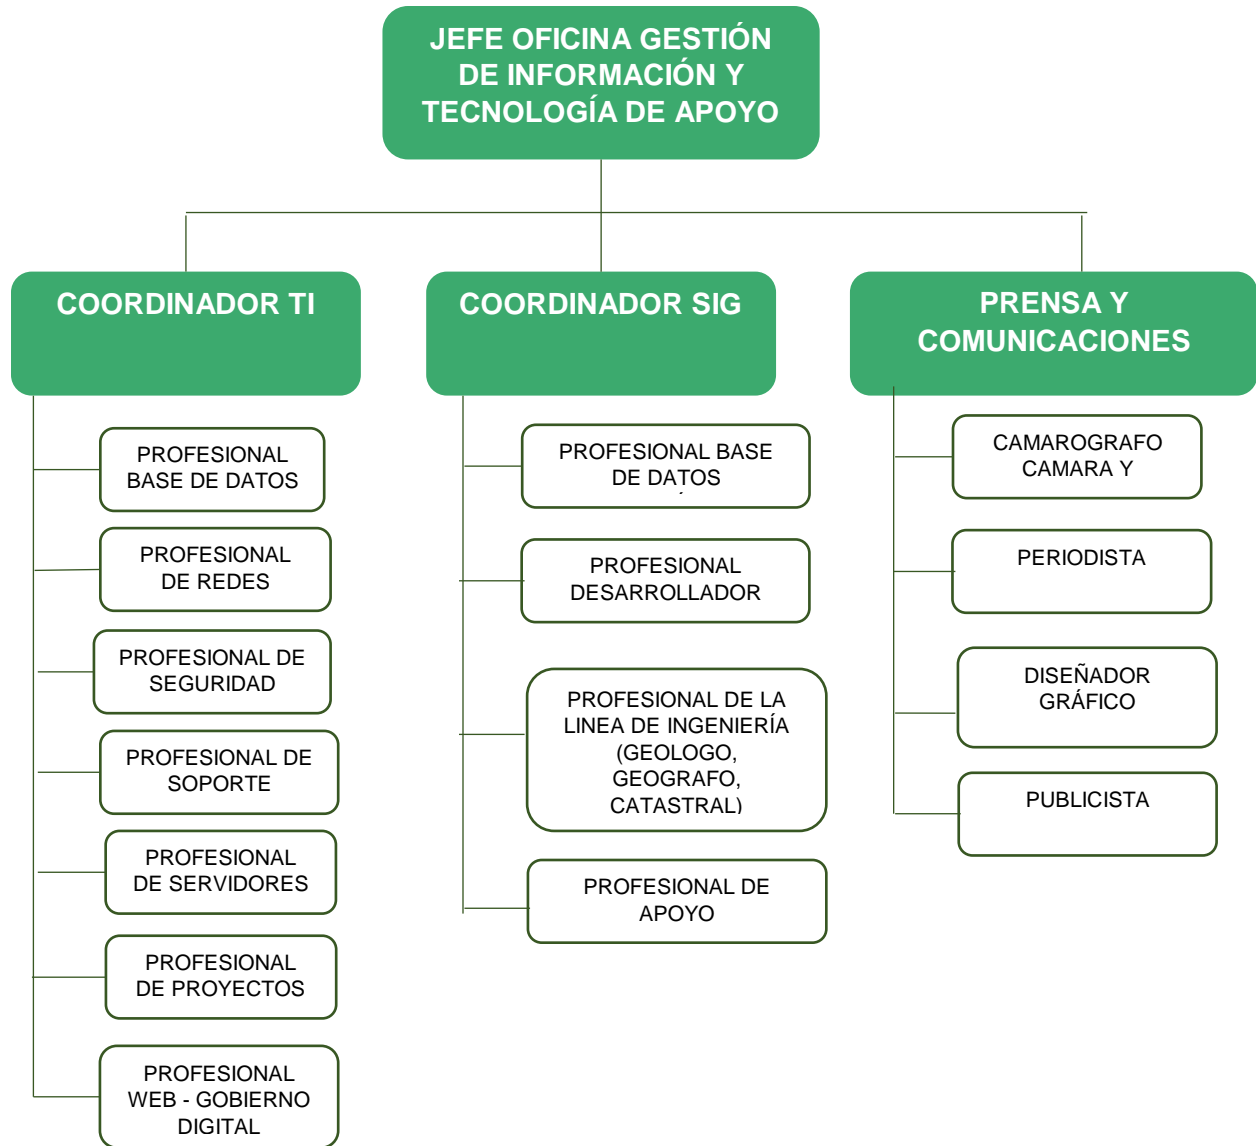 JEFE OFICINA GESTIÓN
DE INFORMACIÓN Y
TECNOLOGÍA DE APOYO
COORDINADOR TI
PROFESIONAL
BASE DE DATOS
PROFESIONAL
DE REDES
PROFESIONAL DE
SEGURIDAD
PROFESIONAL DE
SOPORTE
PROFESIONAL
DE SERVIDORES
PROFESIONAL
DE PROYECTOS
PROFESIONAL
WEB - GOBIERNO
DIGITAL
COORDINADOR SIG
PROFESIONAL BASE
DE DATOS
PROFESIONAL
DESARROLLADOR
PROFESIONAL DE LA
LINEA DE INGENIERÍA
(GEOLOGO,
GEOGRAFO,
CATASTRAL)
PROFESIONAL DE
APOYO
PRENSA Y
COMUNICACIONES
CAMAROGRAFO
CAMARA Y
PERIODISTA
DISEÑADOR
GRÁFICO
PUBLICISTA